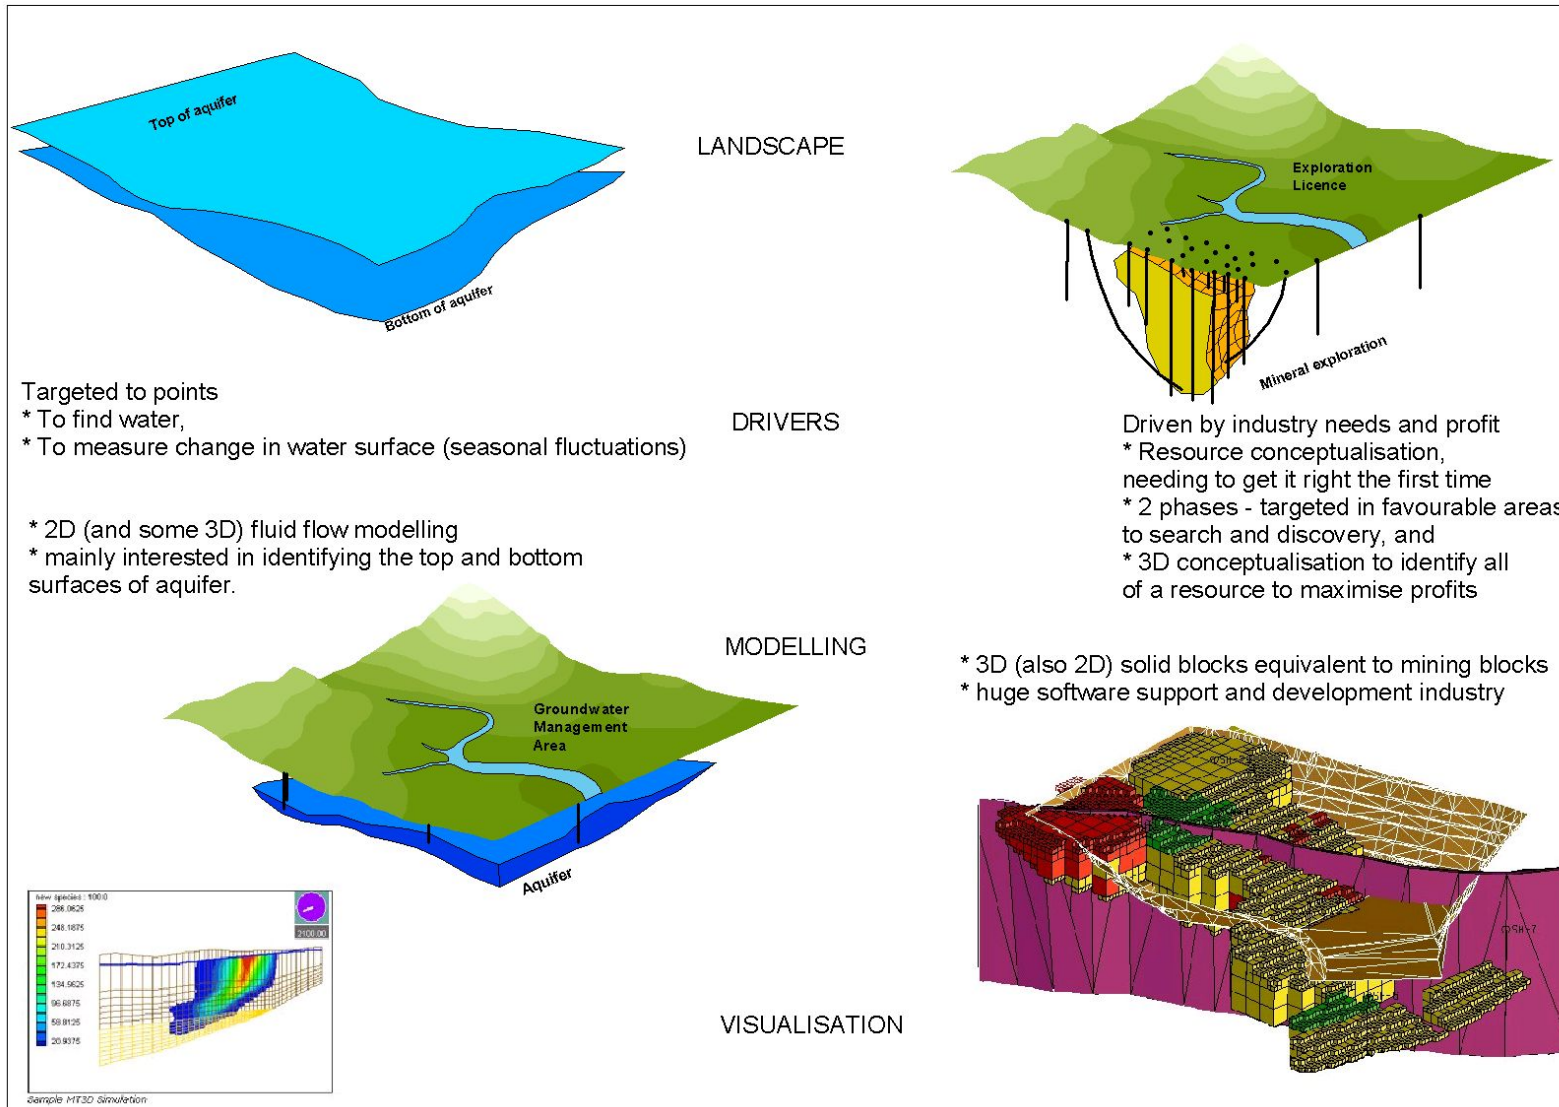 Top of aquifer
Bottom of aquifer
LANDSCAPE
Exploration
Licence
Mineral exploration
Targeted to points
* To find water,
* To measure change in water surface (seasonal fluctuations)
DRIVERS
Driven by industry needs and profit
* Resource conceptualisation,
needing to get it right the first time
* 2 phases - targeted in favourable areas
to search and discovery, and
* 3D conceptualisation to identify all
of a resource to maximise profits
* 2D (and some 3D) fluid flow modelling
* mainly interested in identifying the top and bottom
surfaces of aquifer.
MODELLING
* 3D (also 2D) solid blocks equivalent to mining blocks
* huge software support and development industry
Groundwater
Management
Area
Aquifer
new species : 100.0
286.0625
248.1875
210.3125
172.4375
134.5625
96.6875
58.8125
20.9375
2100.00
Sample MT3D Simulation
VISUALISATION